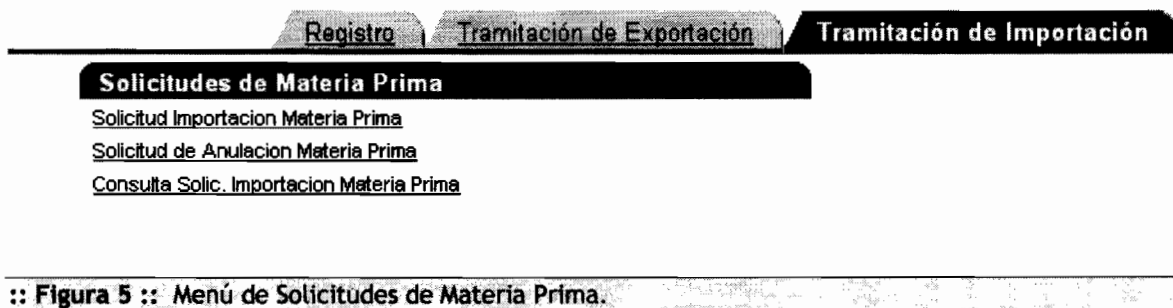 Registro Tramitación de Exportación Tramitación de Importación
Solicitudes de Materia Prima
Solicitud Importacion Materia Prima
Solicitud de Anulacion Materia Prima
Consulta Solic. Importacion Materia Prima
:: Figura 5 :: Menú de Solicitudes de Materia Prima.